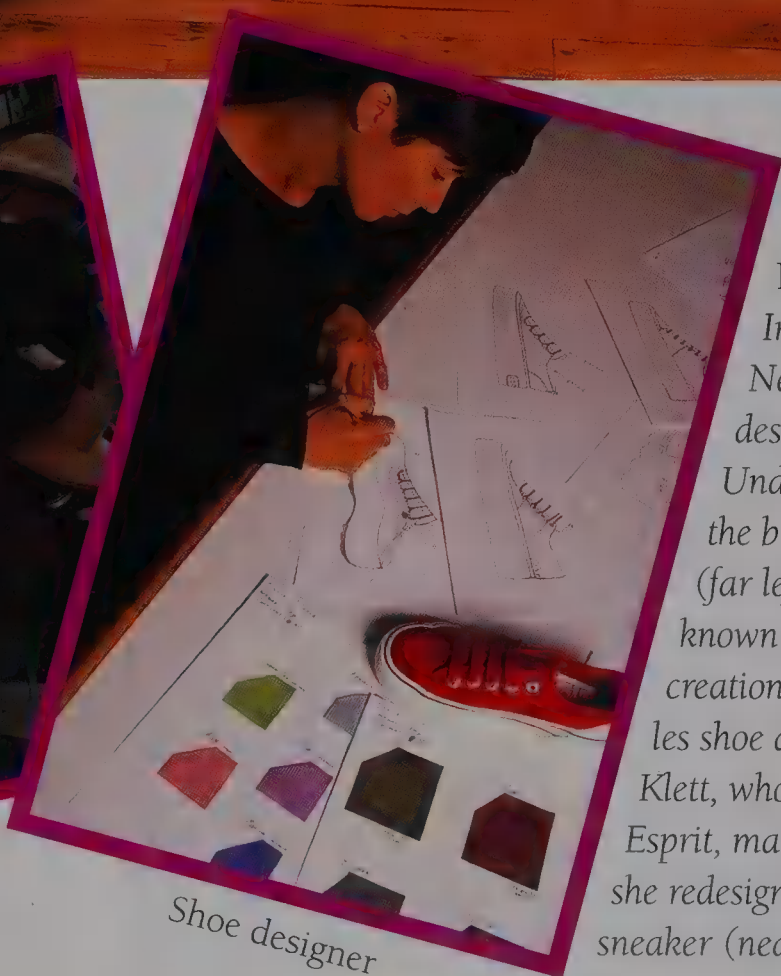 In
Ne
des
Und
the b
(far le
known
creation
les shoe d
Klett, who
Esprit, ma
she redesign
sneaker (nea
Shoe designer